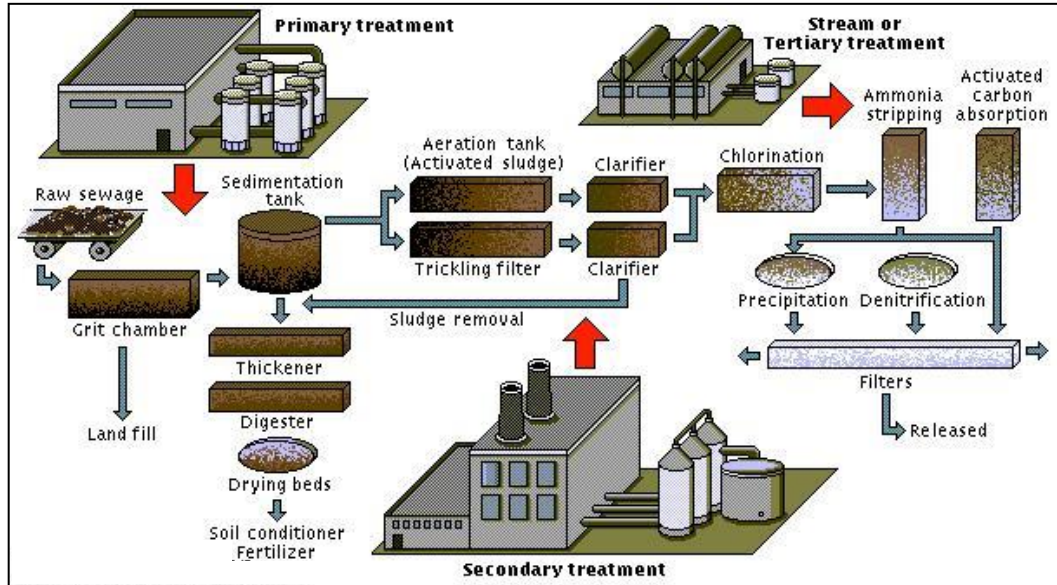 Primary treatment
Stream or
Tertiary treatment
Activated
carbon
absorption
Ammonia
stripping
Raw sewage
Sedimentation
tank
Aeration tank
(Activated sludge)
Clarifier
Chlorination
Trickling filter
Clarifier
Grit chamber
Sludge removal
Precipitation
Denitrification
Thickener
Filters
Digester
Land fill
Released
Drying beds
Soil conditioner
Fertilizer
Secondary treatment